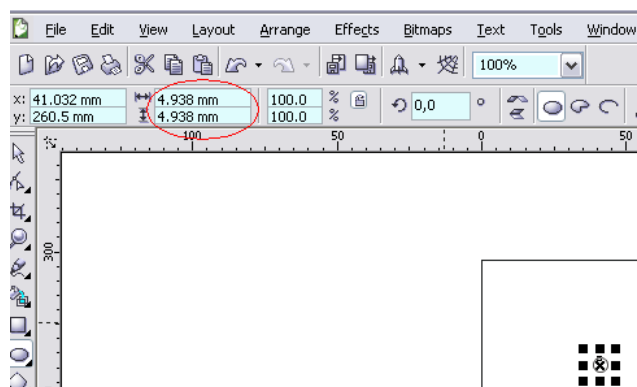 File Edit View Layout Arrange Effects Bitmaps Text Tools Window
100%
x: 41.032 mm 4.938 mm 100.0 % 0,0 °
y: 260.5 mm 4.938 mm 100.0 %
100 50 0 50
300